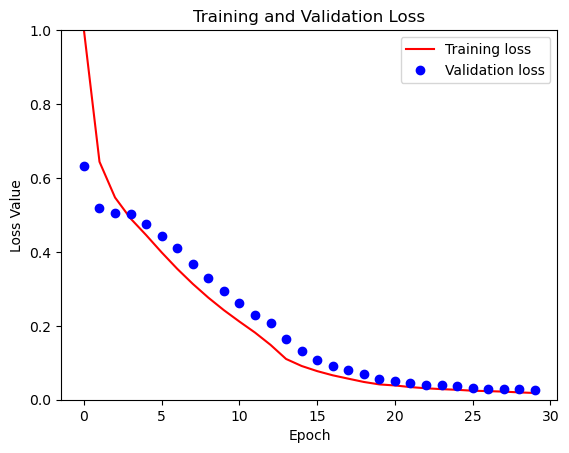 Training and Validation Loss
Training loss
Validation loss
Loss Value
1.0
0.8
0.6
0.4
0.2
0.0
0 5 10 15 20 25 30
Epoch